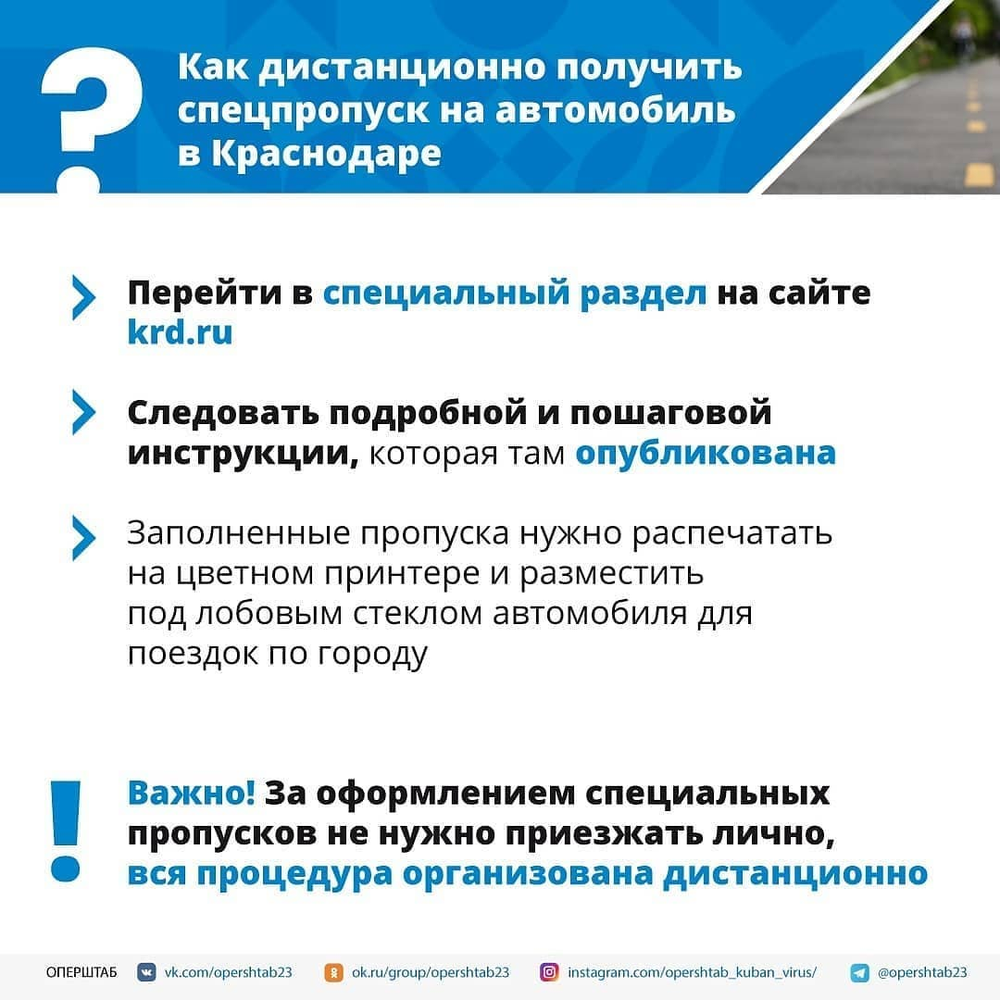 ?
Как дистанционно получить
спецпропуск на автомобиль
в Краснодаре
Перейти в специальный раздел на сайте
krd.ru
Следовать подробной и пошаговой
инструкции, которая там опубликована
Заполненные пропуска нужно распечатать
на цветном принтере и разместить
под лобовым стеклом автомобиля для
поездок по городу
!
Важно! За оформлением специальных
пропусков не нужно приезжать лично,
вся процедура организована дистанционно
ОПЕРШТАБ vk.com/opershtab23 ok.ru/group/opershtab23 instagram.com/opershtab_kuban_virus/ @opershtab23